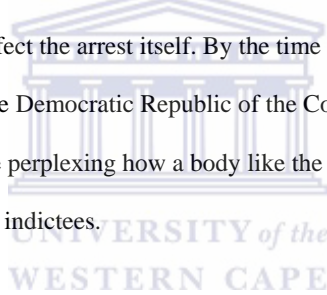 fect the arrest itself. By the time
e Democratic Republic of the Co
perplexing how a body like the
indictees.
UNIVERSITY of the
WESTERN CAPE